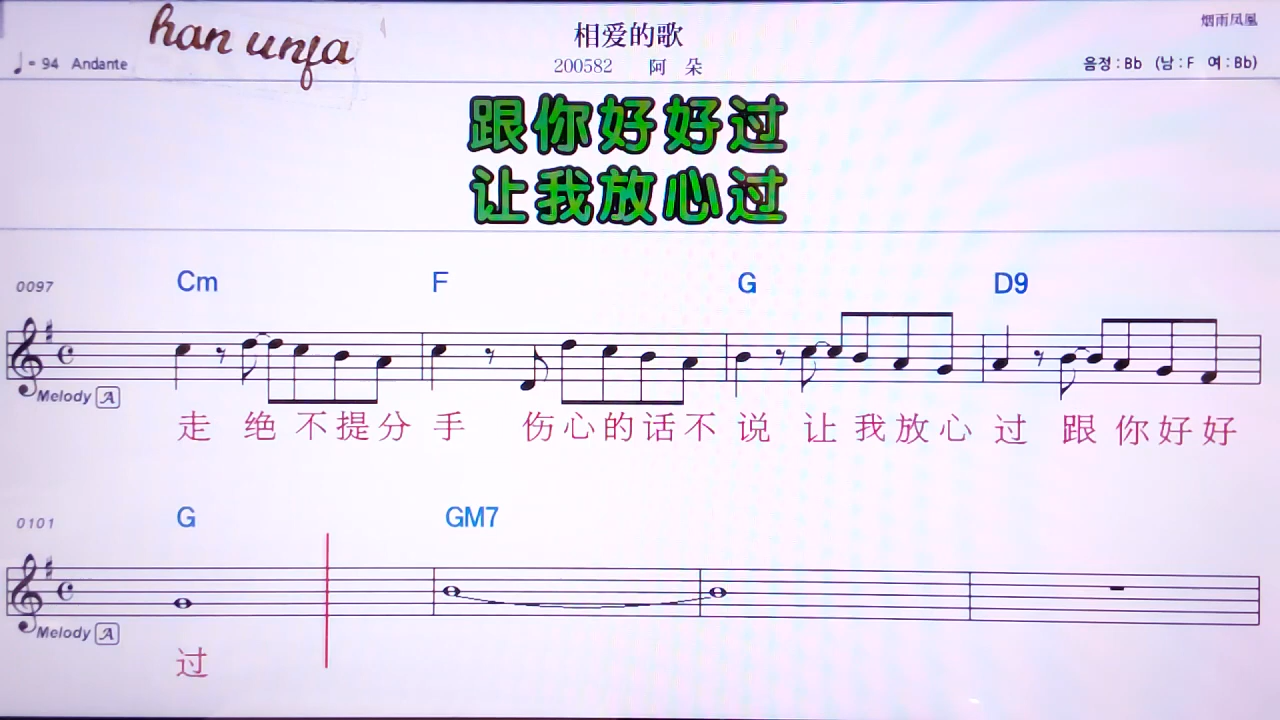 han unfa
相爱的歌
烟雨凤凰
♩= 94 Andante
200582 阿 朵
음정 : Bb (남 : F 여 : Bb)
跟你好好过
让我放心过
0097 Cm F G D9
Melody A
走 绝 不 提 分 手 伤 心 的 话 不 说 让 我 放 心 过 跟 你 好 好
0101 G GM7
Melody A
过